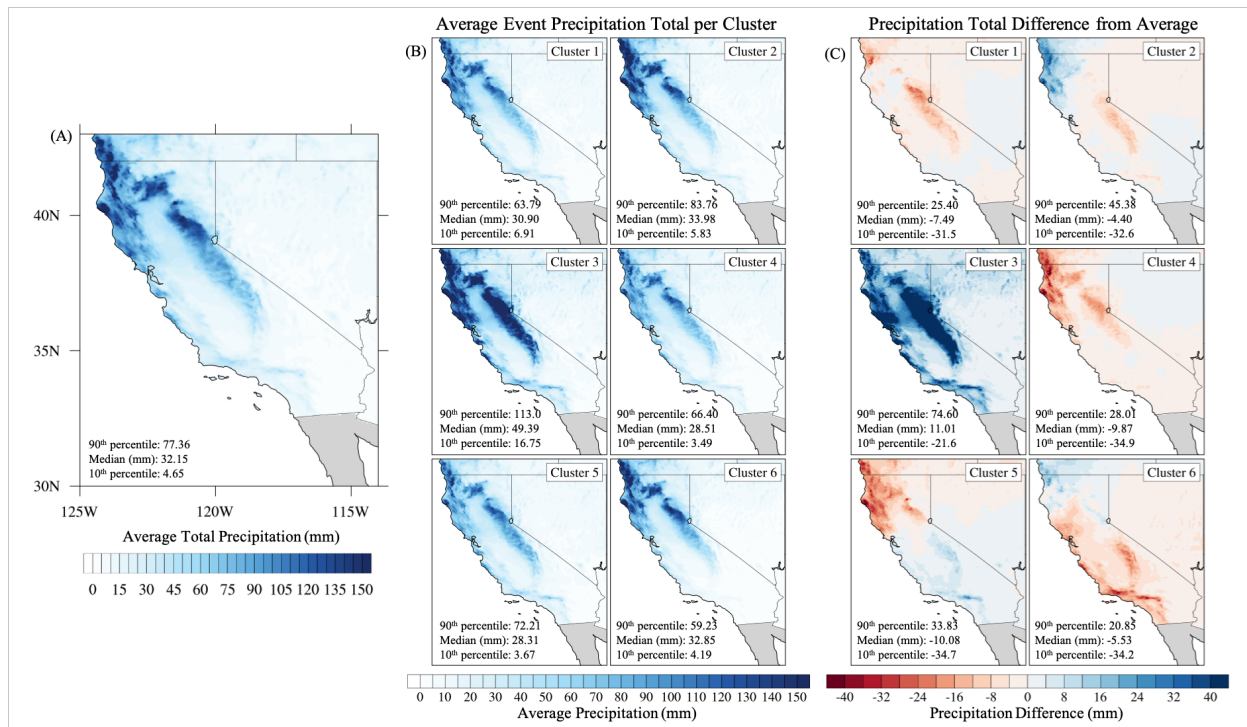 Average Event Precipitation Total per Cluster
Precipitation Total Difference from Average
(A)
40N
35N
30N
125W 120W 115W
90th percentile: 77.36
Median (mm): 32.15
10th percentile: 4.65
Average Total Precipitation (mm)
0 15 30 45 60 75 90 105 120 135 150
(B)
Cluster 1
90th percentile: 63.79
Median (mm): 30.90
10th percentile: 6.91
Cluster 2
90th percentile: 83.76
Median (mm): 33.98
10th percentile: 5.83
Cluster 3
90th percentile: 113.0
Median (mm): 49.39
10th percentile: 16.75
Cluster 4
90th percentile: 66.40
Median (mm): 28.51
10th percentile: 3.49
Cluster 5
90th percentile: 72.21
Median (mm): 28.31
10th percentile: 3.67
Cluster 6
90th percentile: 59.23
Median (mm): 32.85
10th percentile: 4.19
0 10 20 30 40 50 60 70 80 90 100 110 120 130 140 150
Average Precipitation (mm)
(C)
Cluster 1
90th percentile: 25.40
Median (mm): -7.49
10th percentile: -31.5
Cluster 2
90th percentile: 45.38
Median (mm): -4.40
10th percentile: -32.6
Cluster 3
90th percentile: 74.60
Median (mm): 11.01
10th percentile: -21.6
Cluster 4
90th percentile: 28.01
Median (mm): -9.87
10th percentile: -34.9
Cluster 5
90th percentile: 33.83
Median (mm): -10.08
10th percentile: -34.7
Cluster 6
90th percentile: 20.85
Median (mm): -5.53
10th percentile: -34.2
-40 -32 -24 -16 -8 0 8 16 24 32 40
Precipitation Difference (mm)